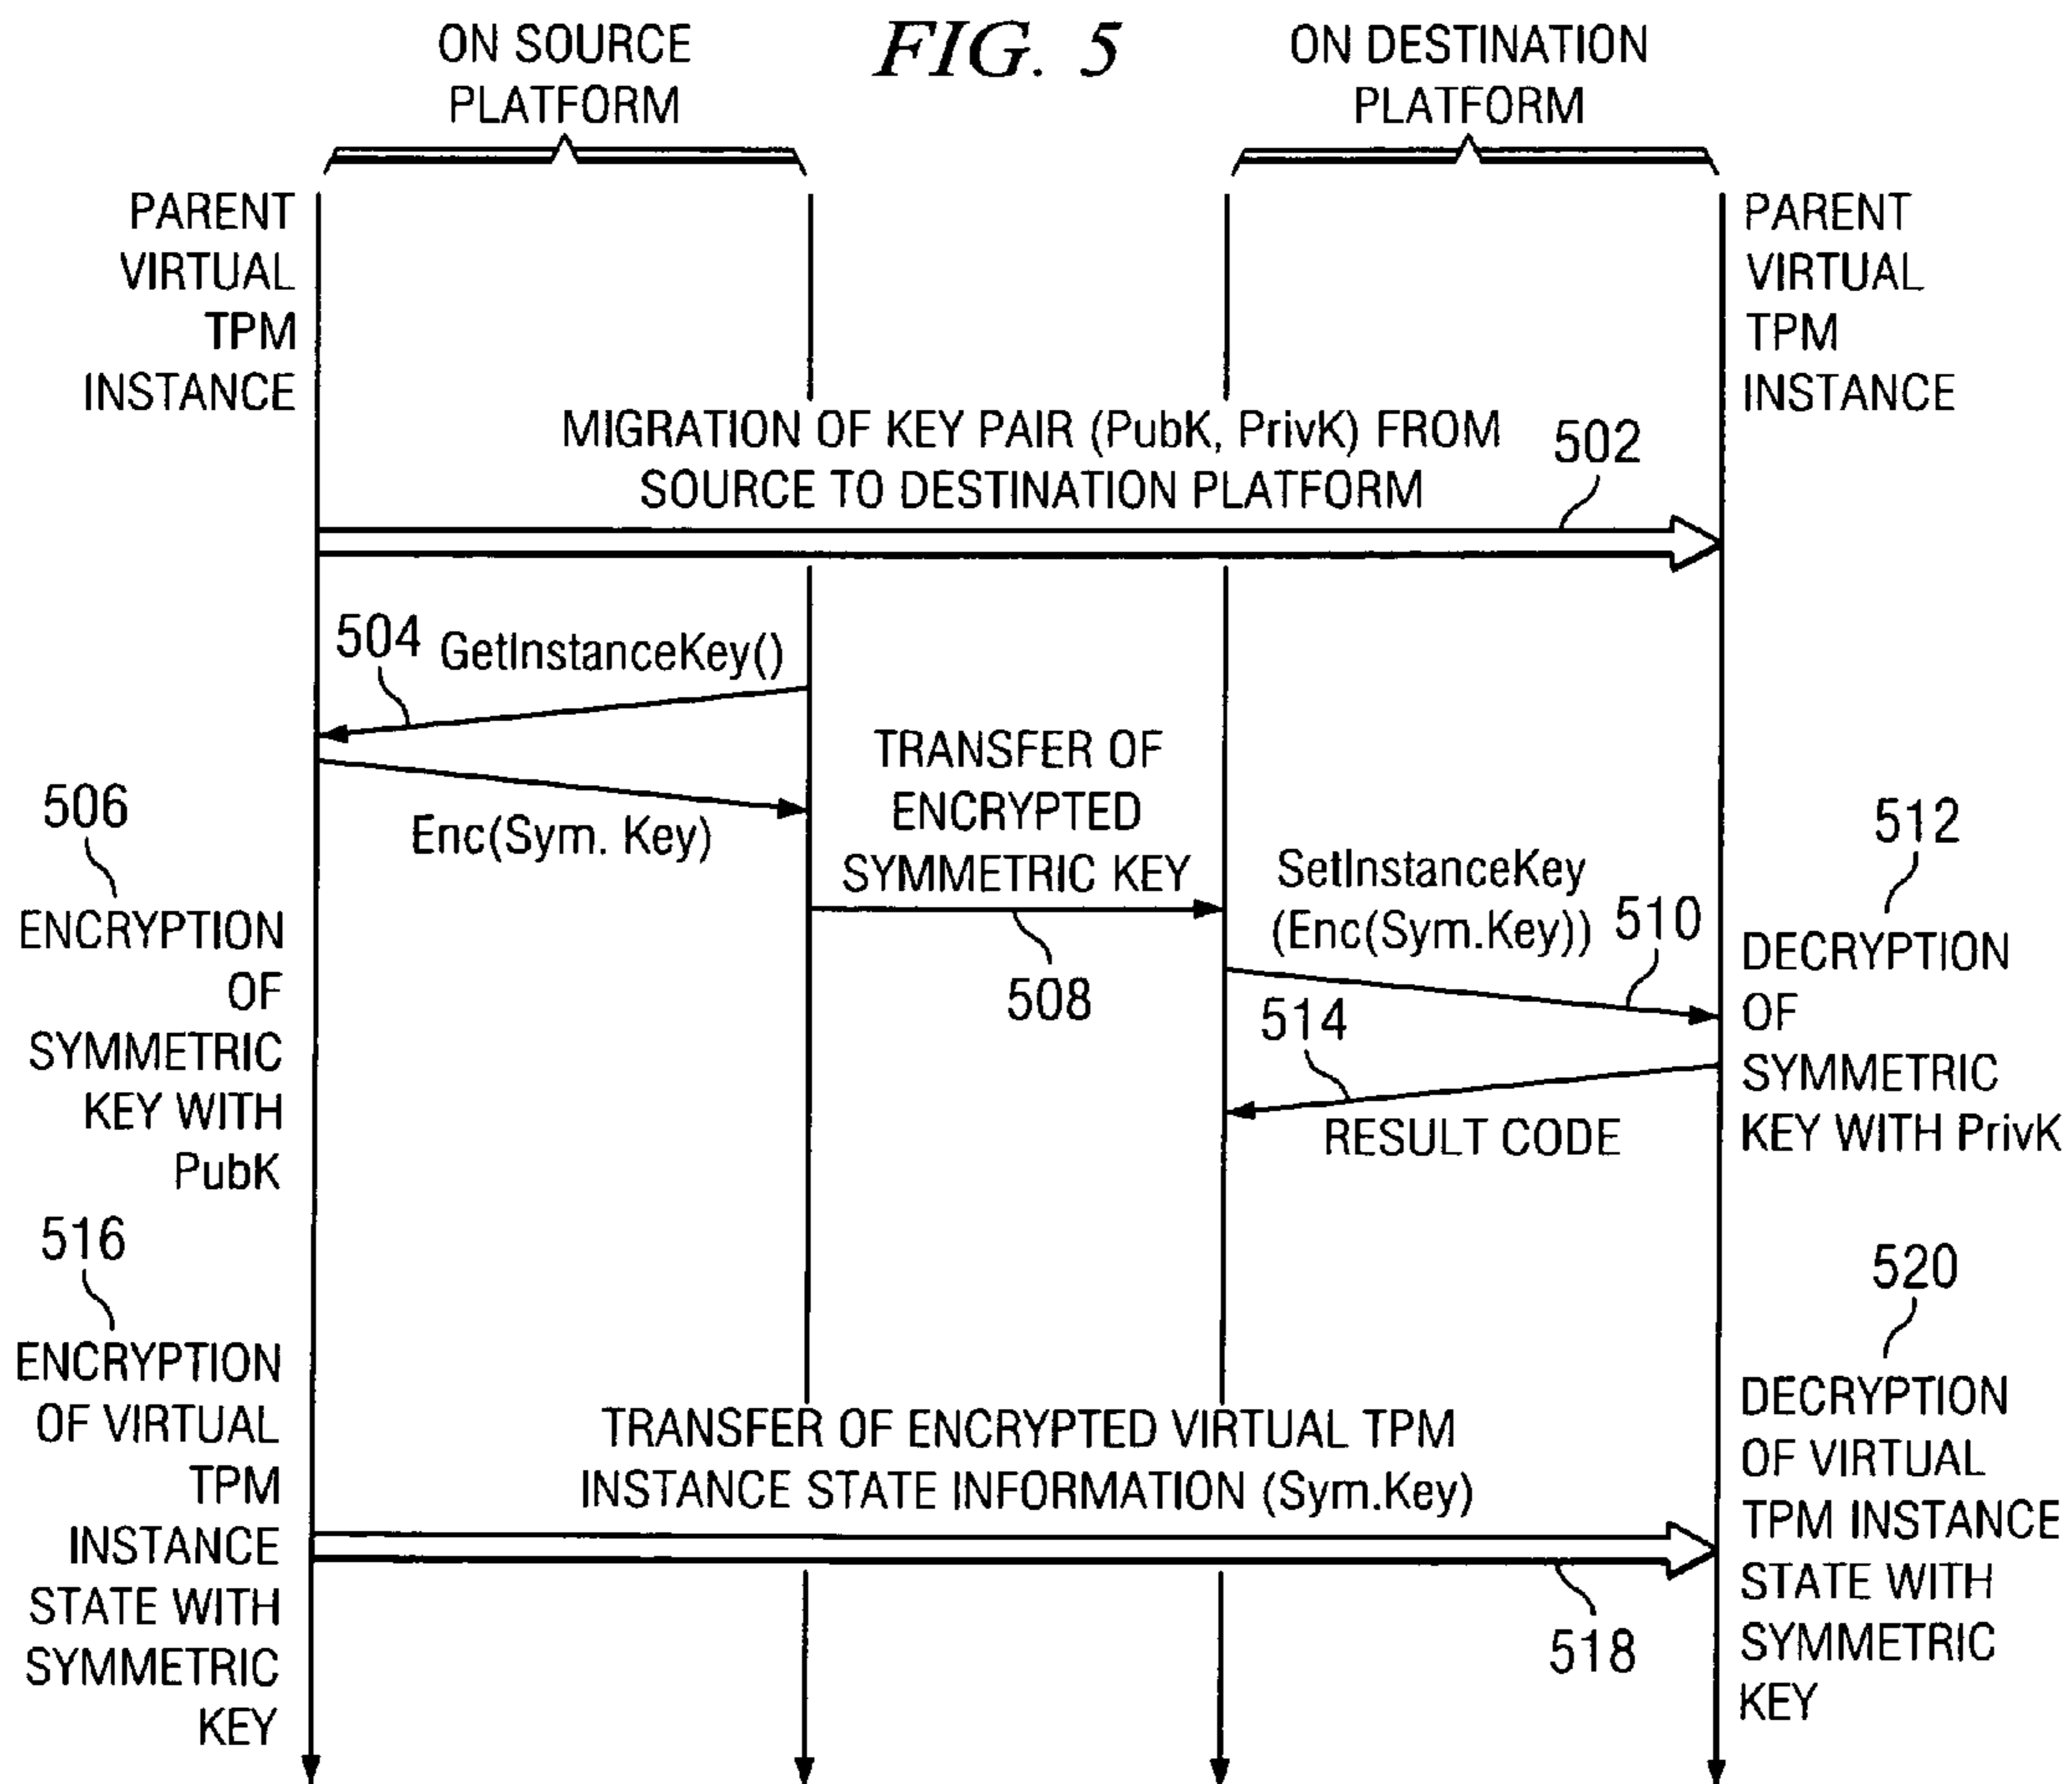 FIG. 5
ON SOURCE
PLATFORM
ON DESTINATION
PLATFORM
PARENT
VIRTUAL
TPM
INSTANCE
PARENT
VIRTUAL
TPM
INSTANCE
MIGRATION OF KEY PAIR (PubK, PrivK) FROM
SOURCE TO DESTINATION PLATFORM
502
504
GetInstanceKey()
Enc(Sym. Key)
506
ENCRYPTION
OF
SYMMETRIC
KEY WITH
PubK
TRANSFER OF
ENCRYPTED
SYMMETRIC KEY
508
SetInstanceKey
(Enc(Sym.Key))
510
512
DECRYPTION
OF
SYMMETRIC
KEY WITH PrivK
514
RESULT CODE
516
ENCRYPTION
OF VIRTUAL
TPM
INSTANCE
STATE WITH
SYMMETRIC
KEY
TRANSFER OF ENCRYPTED VIRTUAL TPM
INSTANCE STATE INFORMATION (Sym.Key)
518
520
DECRYPTION
OF VIRTUAL
TPM INSTANCE
STATE WITH
SYMMETRIC
KEY